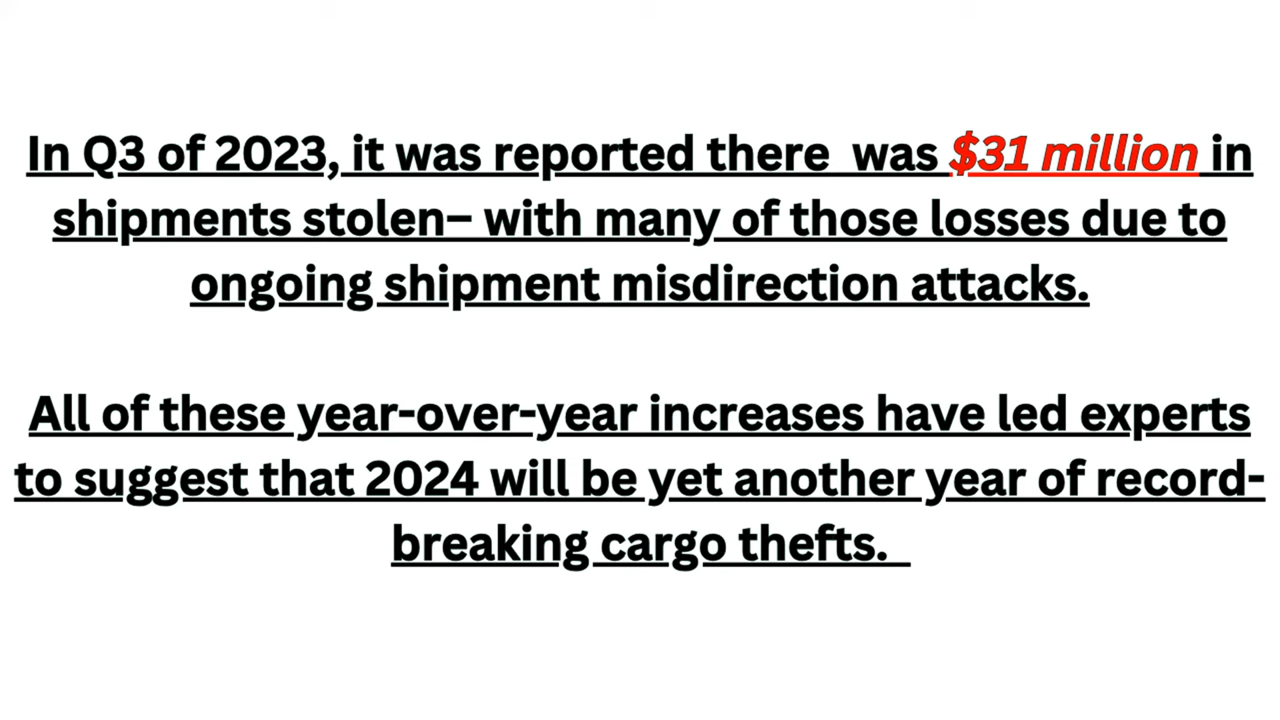 In Q3 of 2023, it was reported there  was $31 million in
shipments stolen– with many of those losses due to
ongoing shipment misdirection attacks.
All of these year-over-year increases have led experts
to suggest that 2024 will be yet another year of record-
breaking cargo thefts.